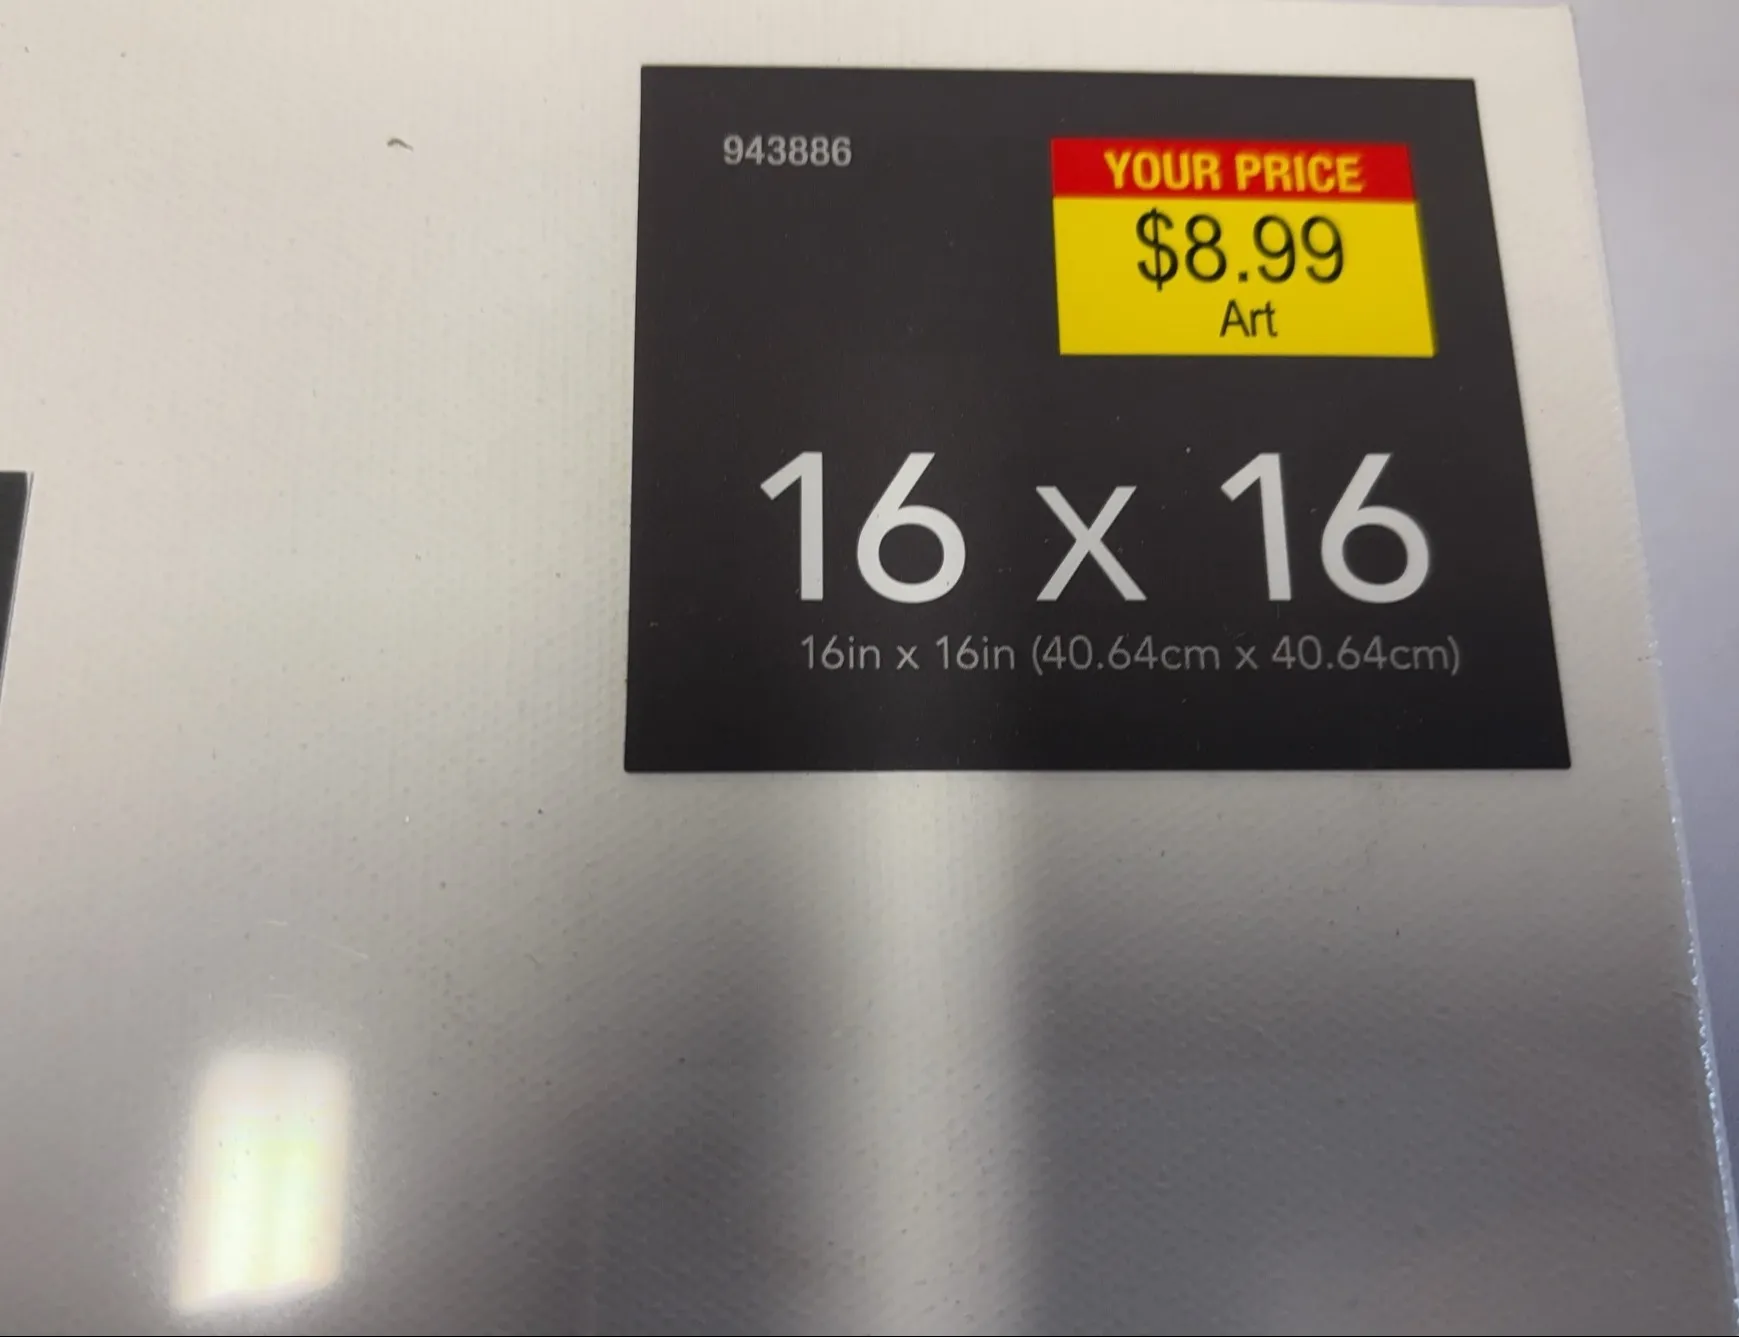 943886
YOUR PRICE
$8.99
Art
16 x 16
16in x 16in (40.64cm x 40.64cm)